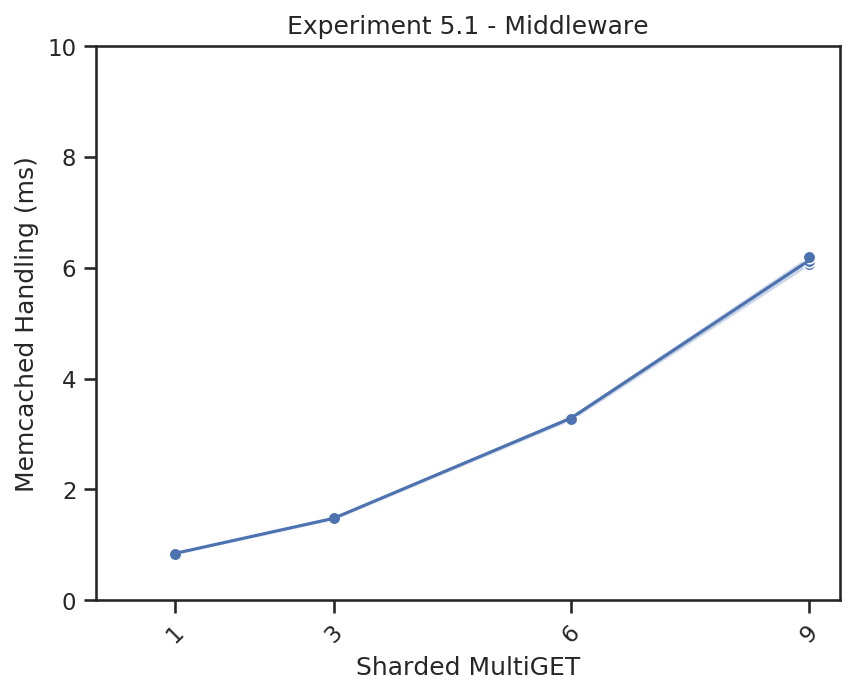 Experiment 5.1 - Middleware
Memcached Handling (ms)
10
8
6
4
2
0
1 3 6 9
Sharded MultiGET